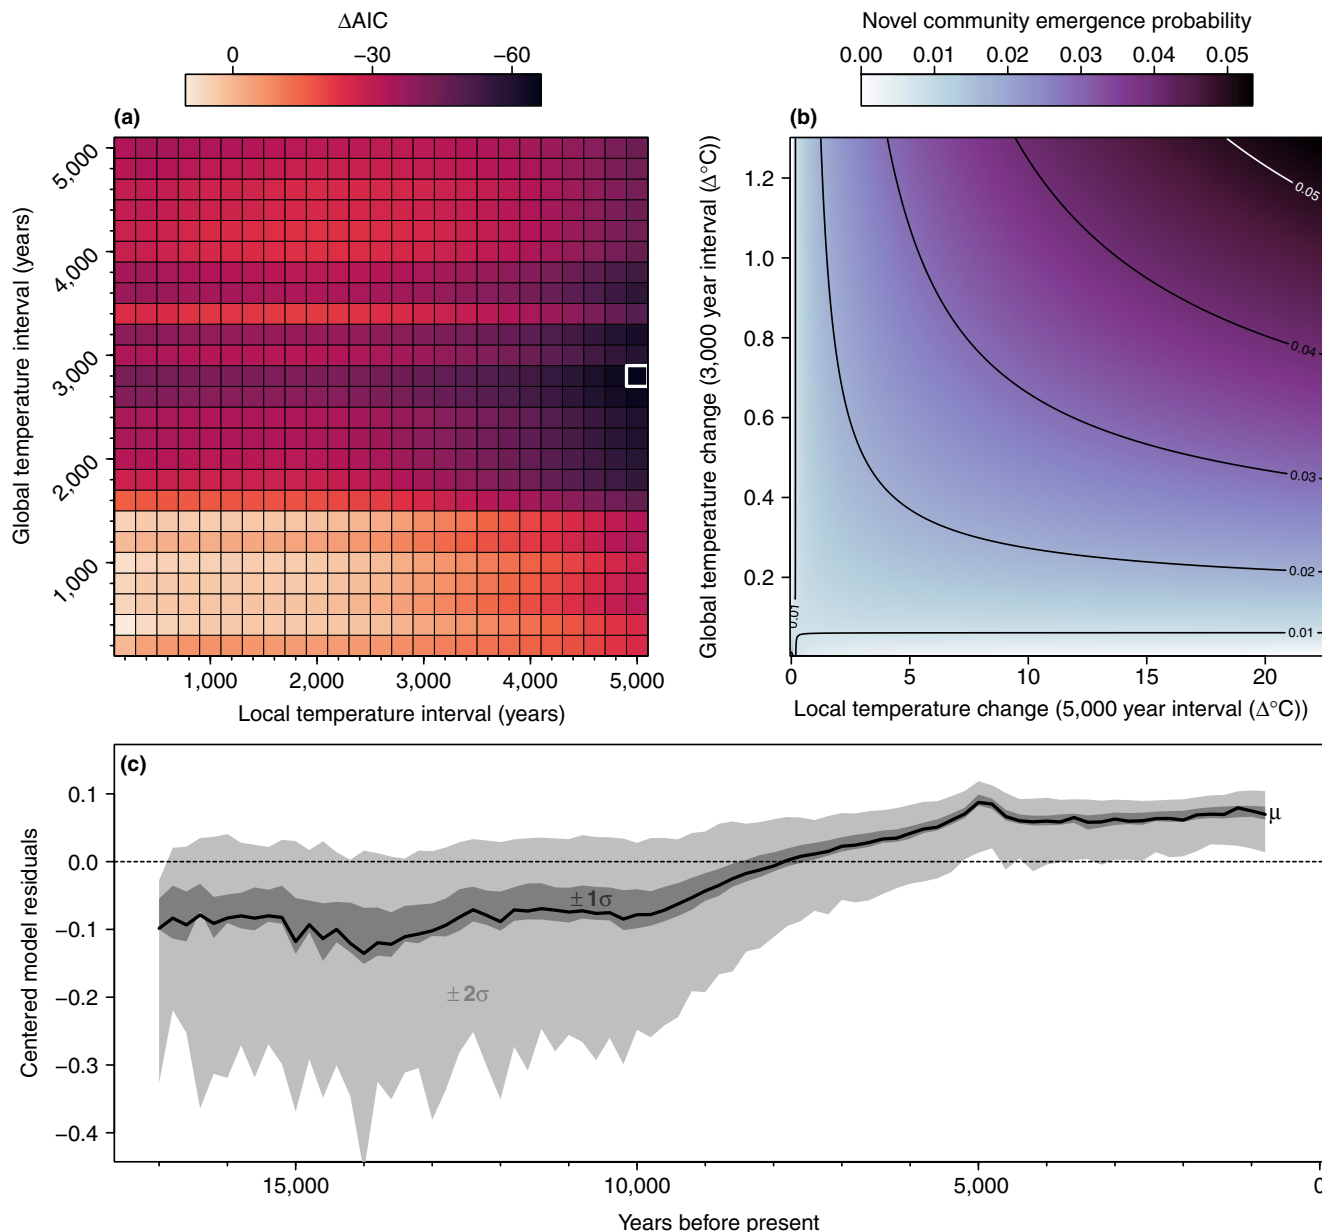 ΔAIC
0 −30 −60
Novel community emergence probability
0.00 0.01 0.02 0.03 0.04 0.05
(a)
Global temperature interval (years)
5,000
4,000
3,000
2,000
1,000
1,000 2,000 3,000 4,000 5,000
Local temperature interval (years)
(b)
Global temperature change (3,000 year interval (Δ°C))
1.2
1.0
0.8
0.6
0.4
0.2
0.05
0.04
0.03
0.02
0.01
0.01
0 5 10 15 20
Local temperature change (5,000 year interval (Δ°C))
(c)
Centered model residuals
0.1
0.0
−0.1
−0.2
−0.3
−0.4
μ
±1σ
±2σ
15,000 10,000 5,000 0
Years before present